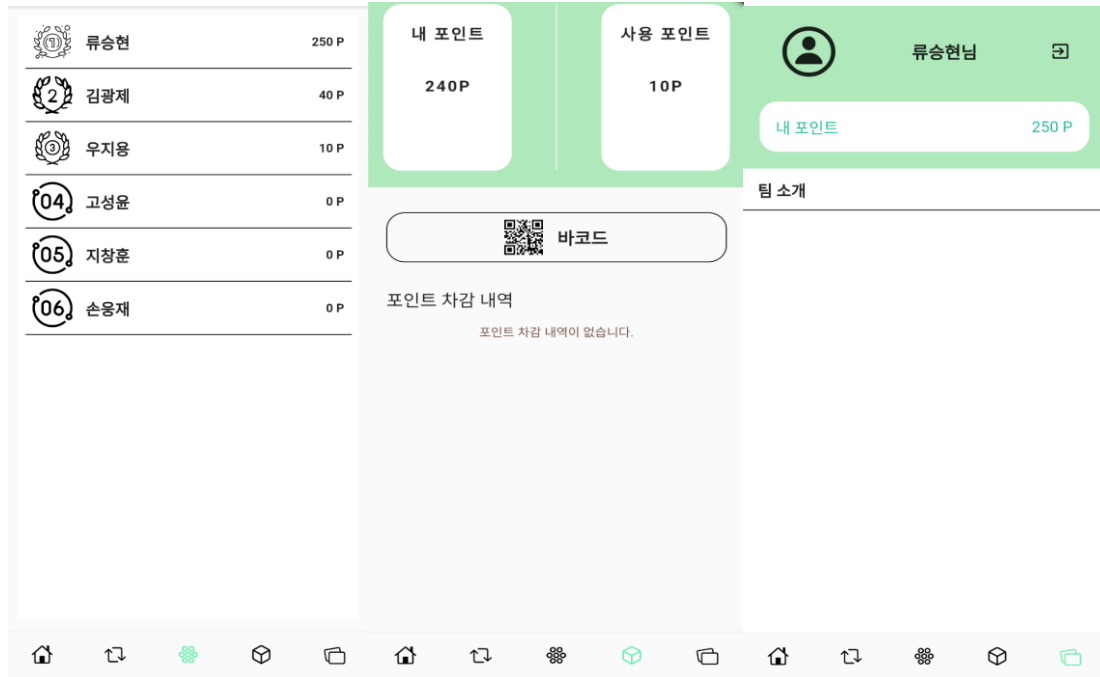 1 류승현 250 P
2 김광제 40 P
3 우지용 10 P
04 고성윤 0 P
05 지창훈 0 P
06 손웅재 0 P
내 포인트 사용 포인트
240P 10P
바코드
포인트 차감 내역
포인트 차감 내역이 없습니다.
류승현님
내 포인트 250 P
팀 소개